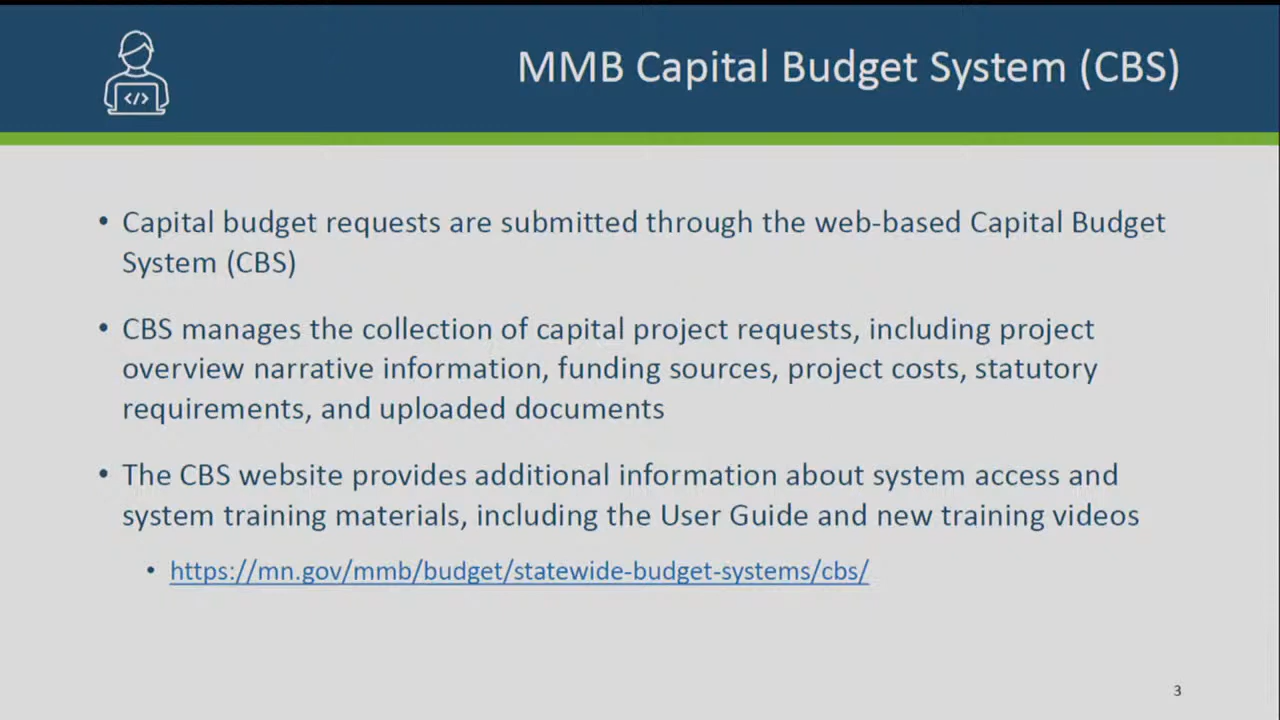 </>
MMB Capital Budget System (CBS)
• Capital budget requests are submitted through the web-based Capital Budget
System (CBS)
• CBS manages the collection of capital project requests, including project
overview narrative information, funding sources, project costs, statutory
requirements, and uploaded documents
• The CBS website provides additional information about system access and
system training materials, including the User Guide and new training videos
• https://mn.gov/mmb/budget/statewide-budget-systems/cbs/
3